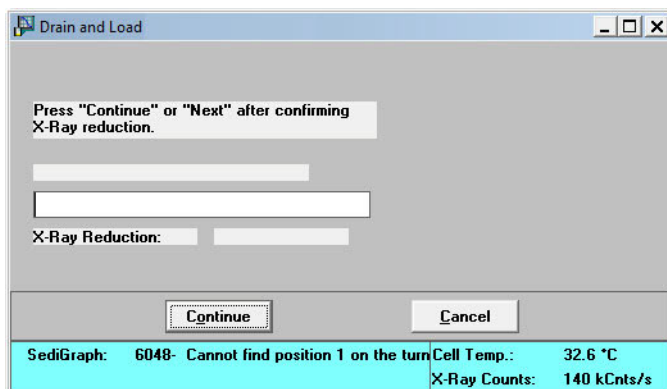 Drain and Load
Press "Continue" or "Next" after confirming
X-Ray reduction.
X-Ray Reduction:
Continue
Cancel
SediGraph: 6048- Cannot find position 1 on the turn Cell Temp.: 32.6 °C
X-Ray Counts: 140 kCnts/s